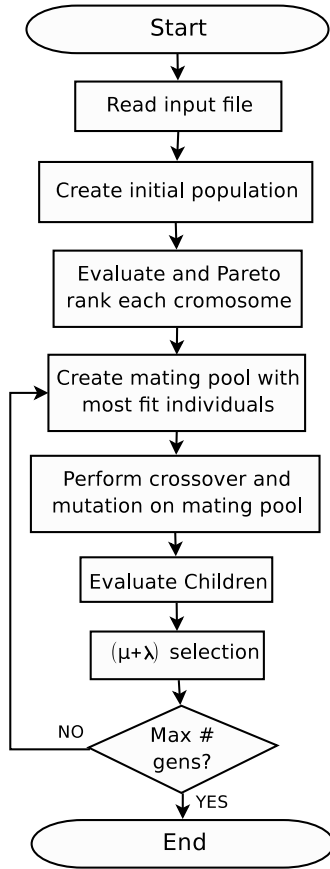 Start
Read input file
Create initial population
Evaluate and Pareto
rank each cromosome
Create mating pool with
most fit individuals
Perform crossover and
mutation on mating pool
Evaluate Children
(μ+λ) selection
Max #
gens?
NO
YES
End